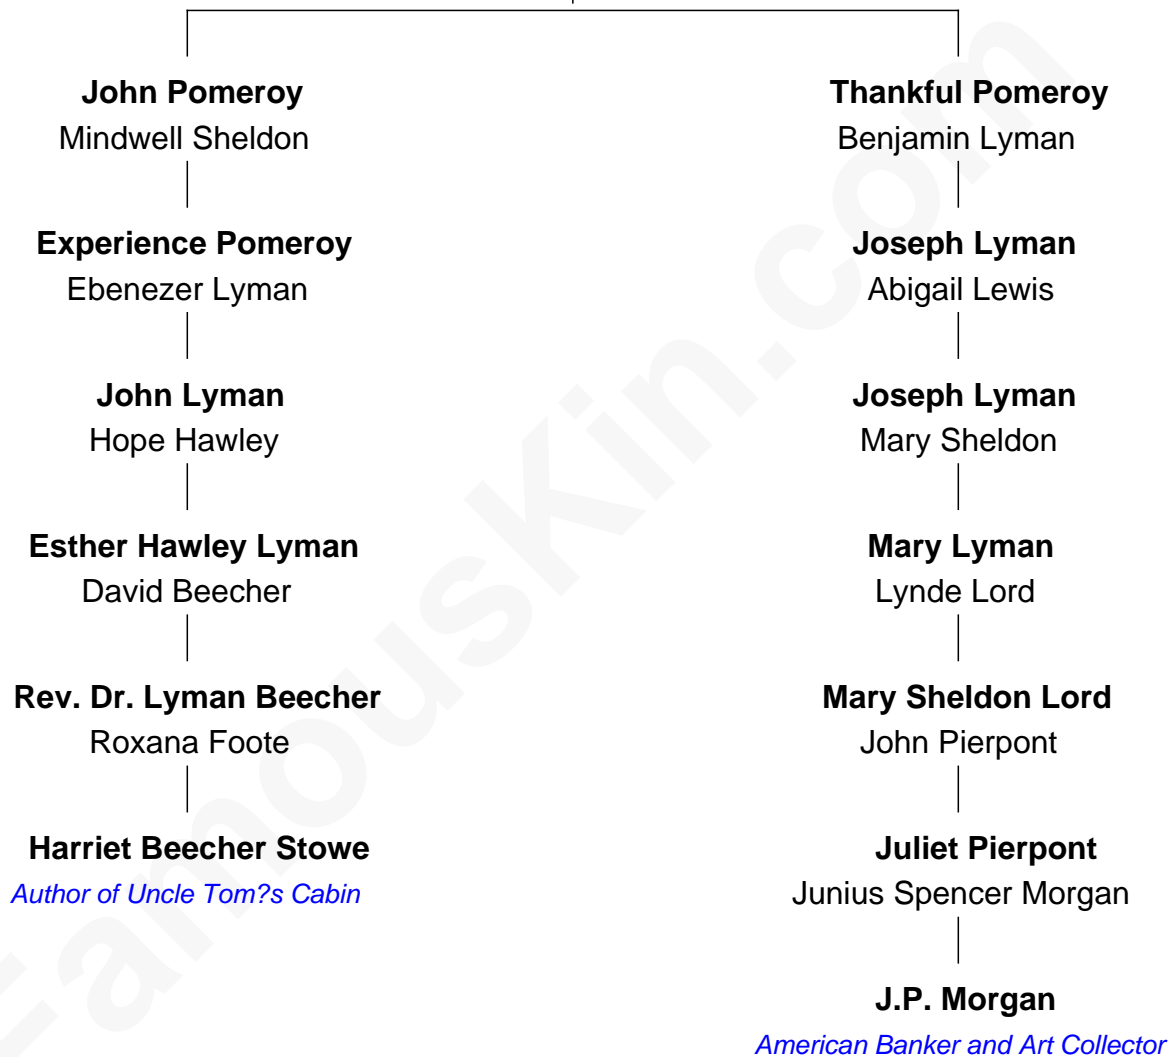 John Pomeroy
Mindwell Sheldon
Experience Pomeroy
Ebenezer Lyman
John Lyman
Hope Hawley
Esther Hawley Lyman
David Beecher
Rev. Dr. Lyman Beecher
Roxana Foote
Harriet Beecher Stowe
Author of Uncle Tom?s Cabin
Thankful Pomeroy
Benjamin Lyman
Joseph Lyman
Abigail Lewis
Joseph Lyman
Mary Sheldon
Mary Lyman
Lynde Lord
Mary Sheldon Lord
John Pierpont
Juliet Pierpont
Junius Spencer Morgan
J.P. Morgan
American Banker and Art Collector
FamousKin.com